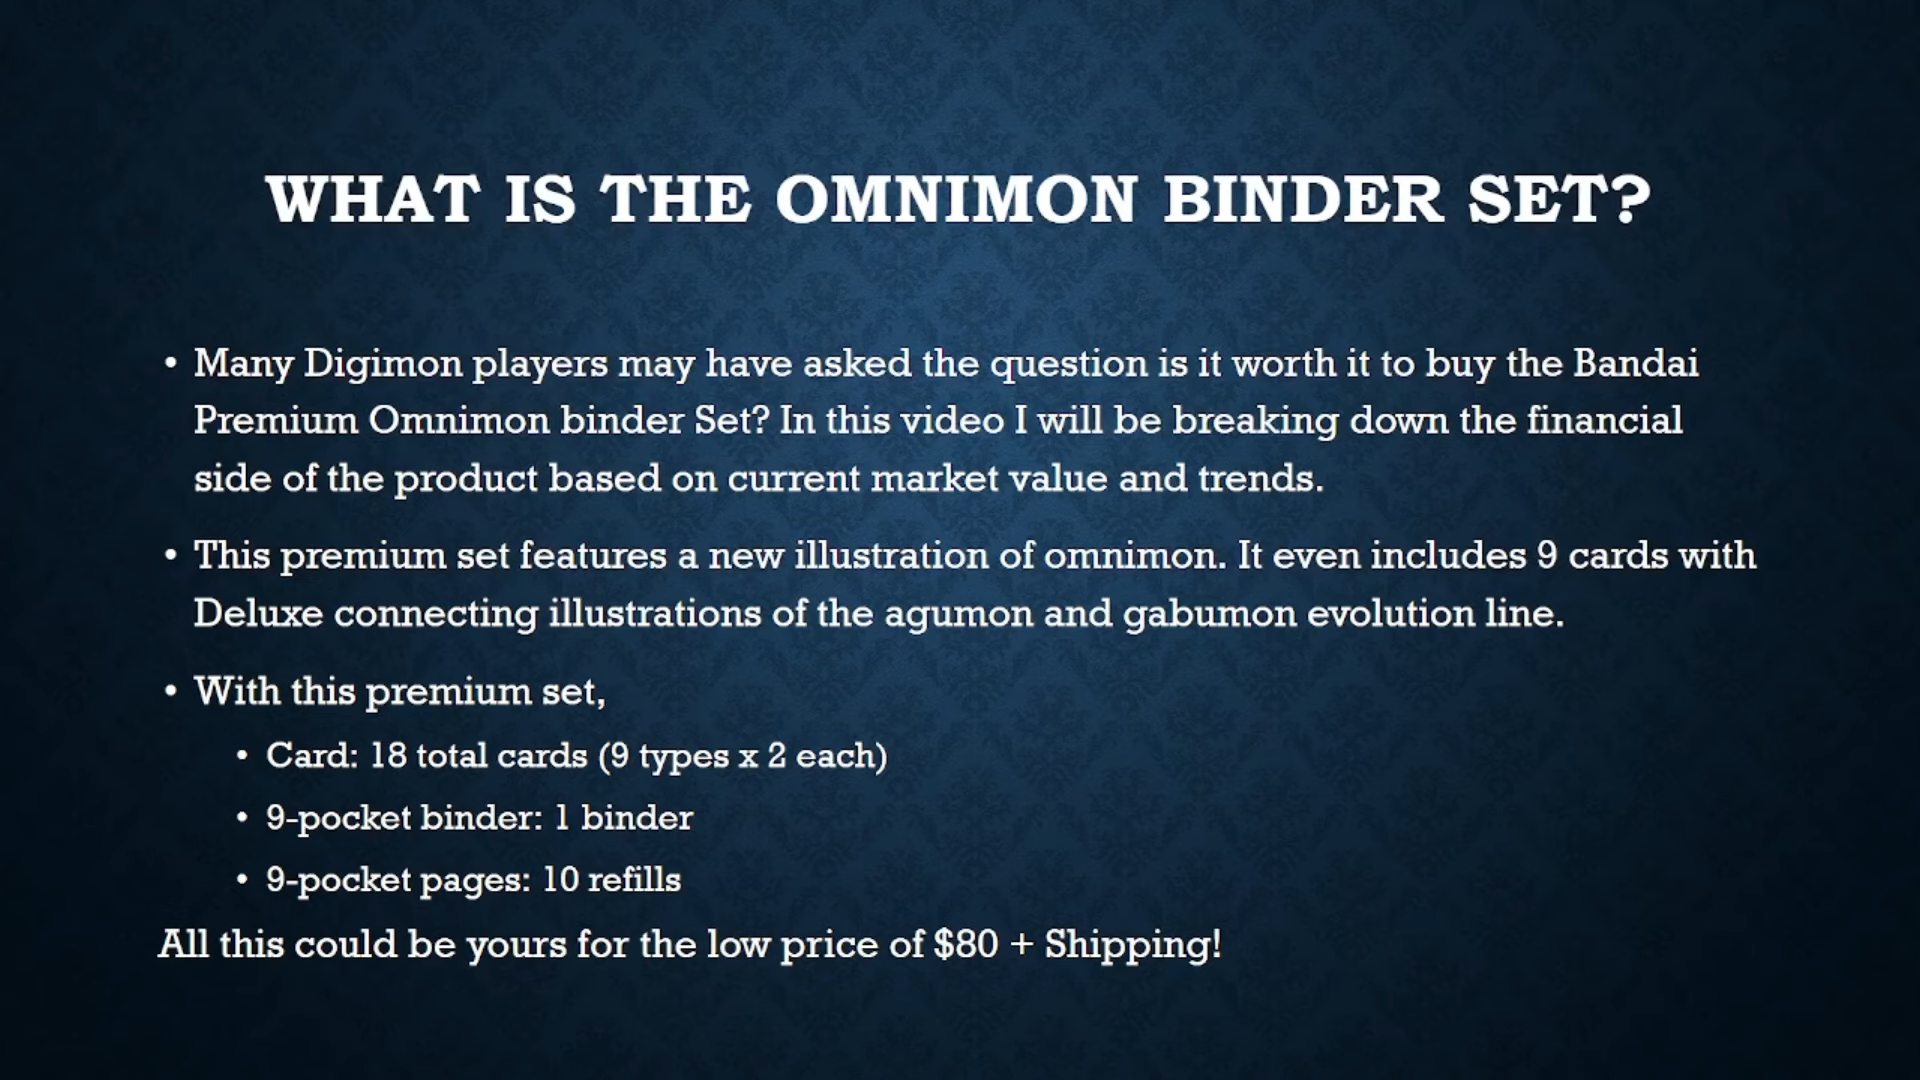 WHAT IS THE OMNIMON BINDER SET?
• Many Digimon players may have asked the question is it worth it to buy the Bandai
Premium Omnimon binder Set? In this video I will be breaking down the financial
side of the product based on current market value and trends.
• This premium set features a new illustration of omnimon. It even includes 9 cards with
Deluxe connecting illustrations of the agumon and gabumon evolution line.
• With this premium set,
• Card: 18 total cards (9 types x 2 each)
• 9-pocket binder: 1 binder
• 9-pocket pages: 10 refills
All this could be yours for the low price of $80 + Shipping!